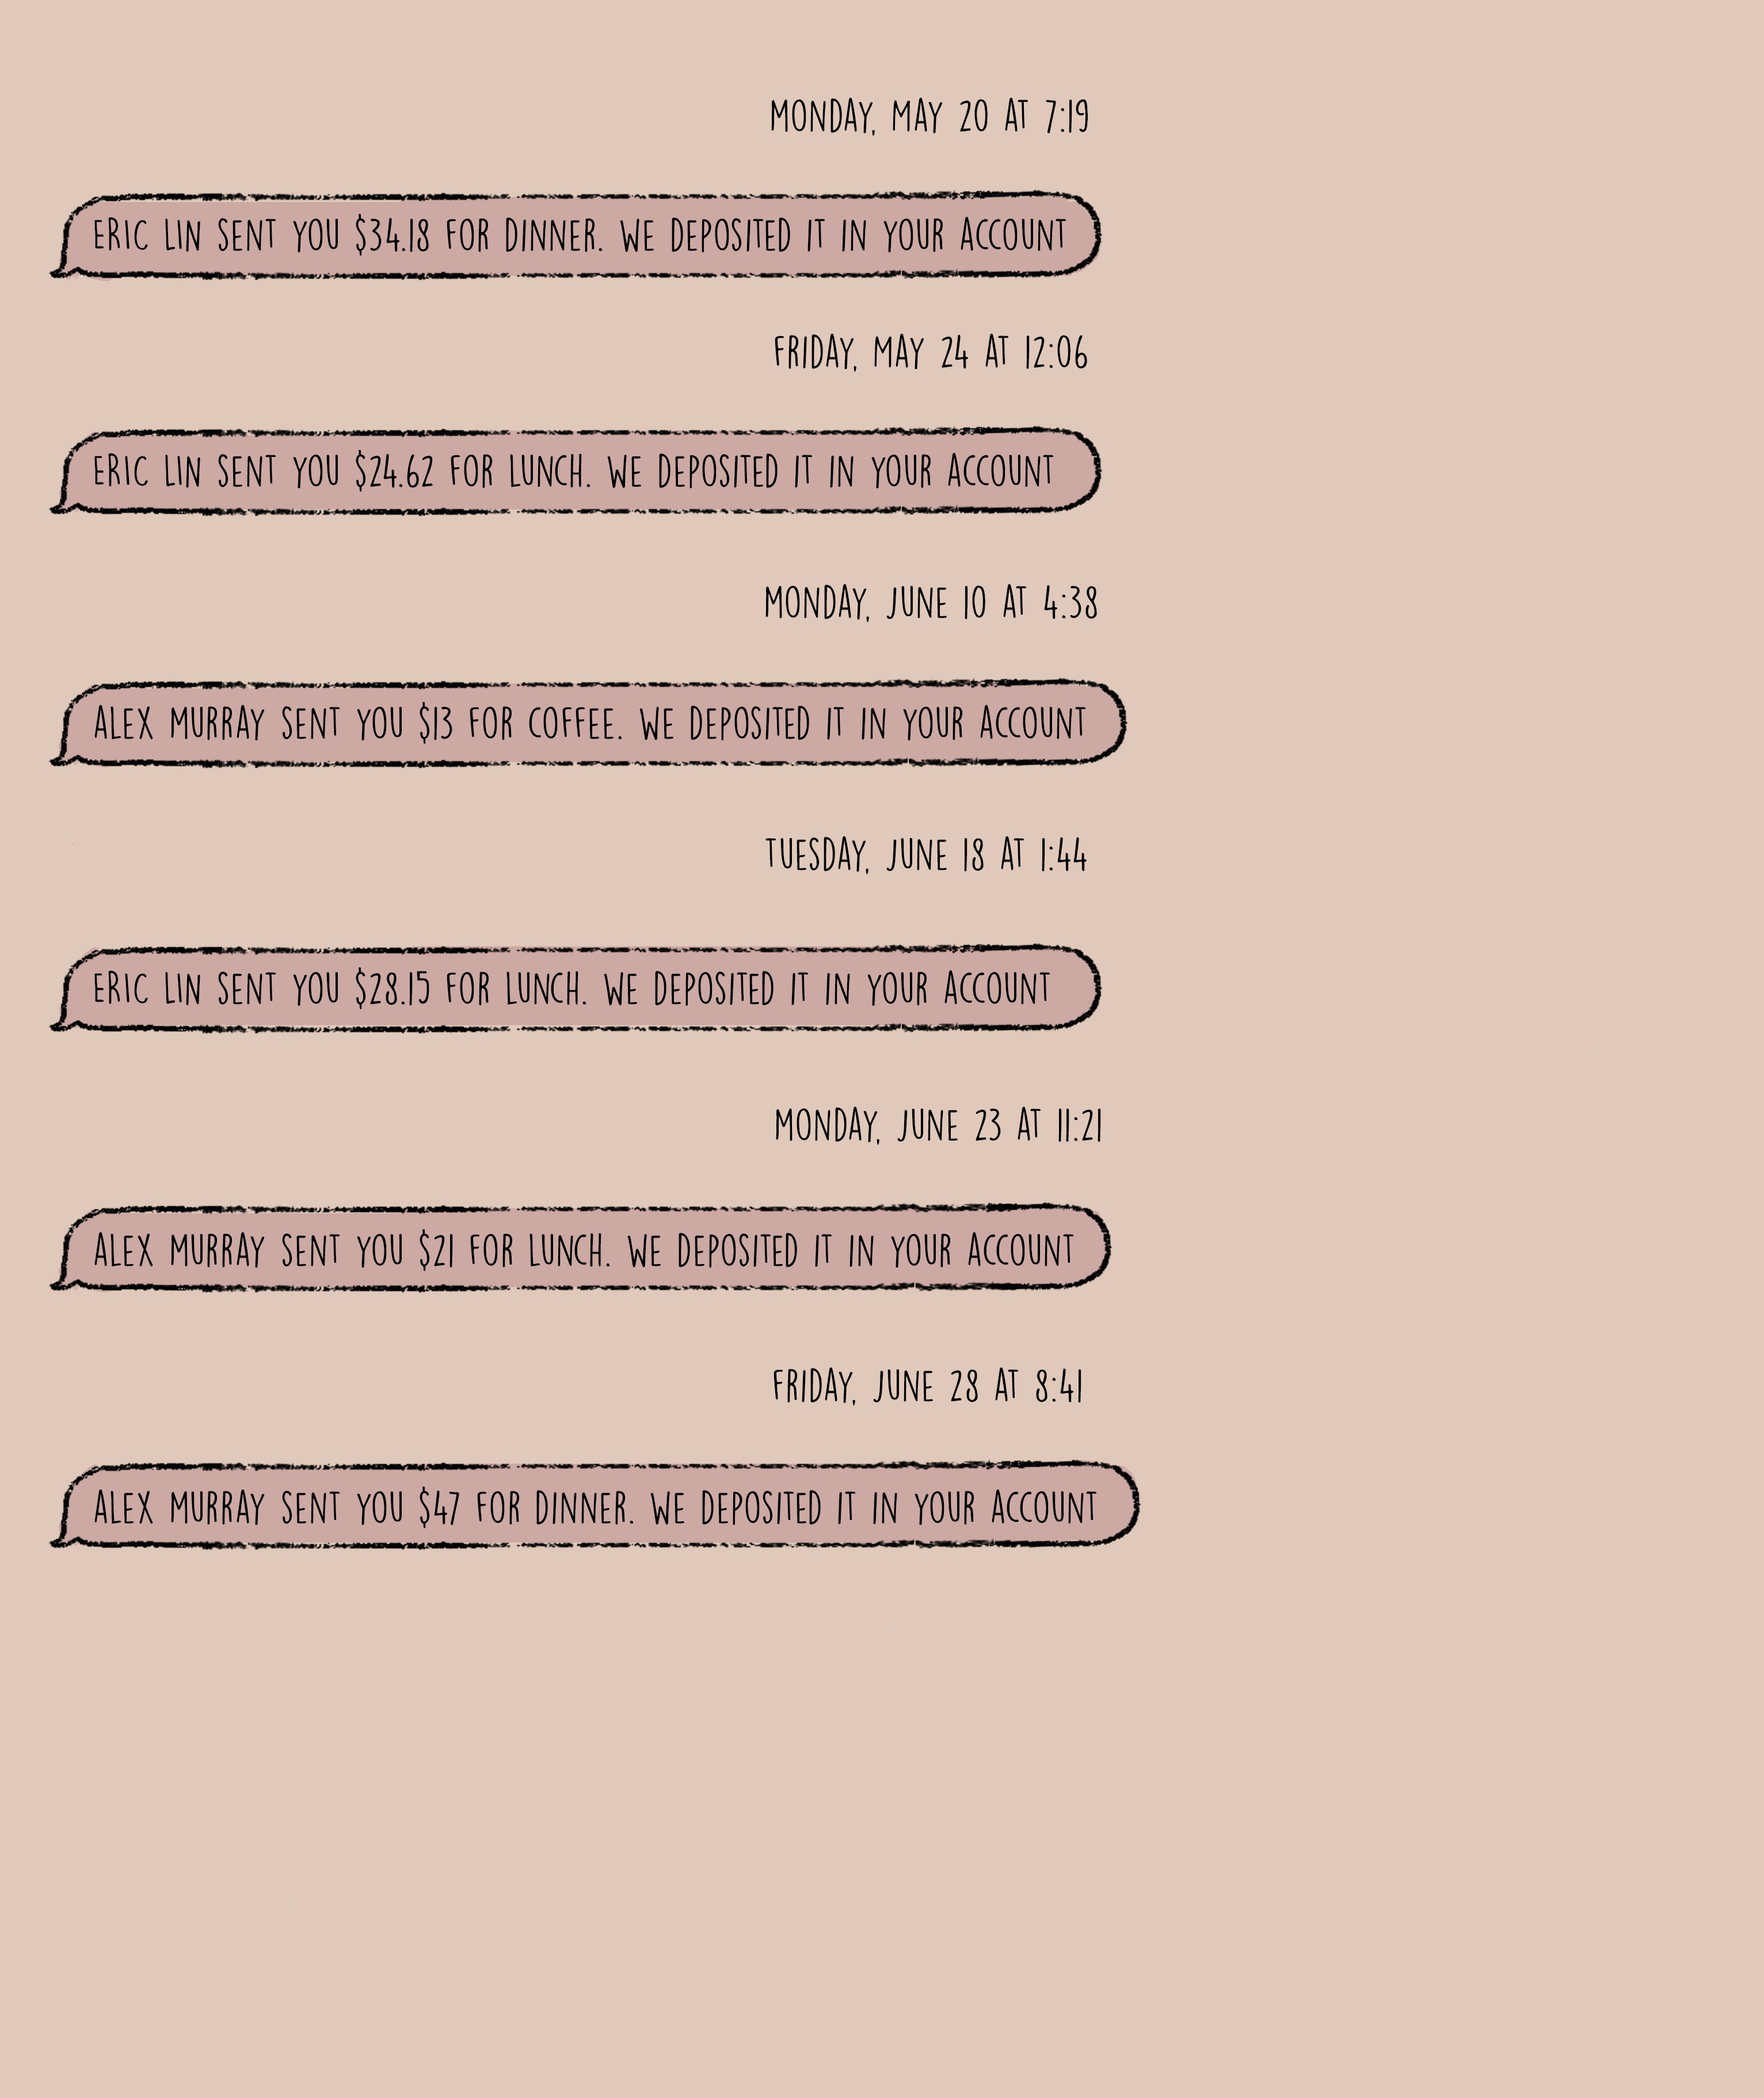 MONDAY, MAY 20 AT 7:19
ERIC LIN SENT YOU $34.18 FOR DINNER. WE DEPOSITED IT IN YOUR ACCOUNT
FRIDAY, MAY 24 AT 12:06
ERIC LIN SENT YOU $24.62 FOR LUNCH. WE DEPOSITED IT IN YOUR ACCOUNT
MONDAY, JUNE 10 AT 4:38
ALEX MURRAY SENT YOU $13 FOR COFFEE. WE DEPOSITED IT IN YOUR ACCOUNT
TUESDAY, JUNE 18 AT 1:44
ERIC LIN SENT YOU $28.15 FOR LUNCH. WE DEPOSITED IT IN YOUR ACCOUNT
MONDAY, JUNE 23 AT 11:21
ALEX MURRAY SENT YOU $21 FOR LUNCH. WE DEPOSITED IT IN YOUR ACCOUNT
FRIDAY, JUNE 28 AT 8:41
ALEX MURRAY SENT YOU $47 FOR DINNER. WE DEPOSITED IT IN YOUR ACCOUNT